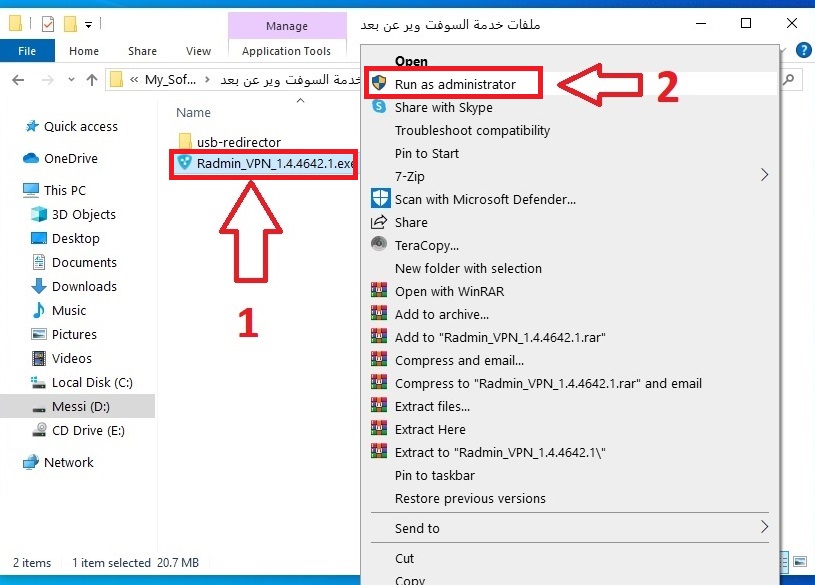 Manage
ملفات خدمة السوفت وير عن بعد
File
Home
Share
View
Application Tools
« My_Sof... › خدمة السوفت وير عن بعد
Name
Quick access
OneDrive
This PC
3D Objects
Desktop
Documents
Downloads
Music
Pictures
Videos
Local Disk (C:)
Messi (D:)
CD Drive (E:)
Network
usb-redirector
Radmin_VPN_1.4.4642.1.exe
1
Open
Run as administrator
2
Share with Skype
Troubleshoot compatibility
Pin to Start
7-Zip
Scan with Microsoft Defender...
Share
TeraCopy...
New folder with selection
Open with WinRAR
Add to archive...
Add to "Radmin_VPN_1.4.4642.1.rar"
Compress and email...
Compress to "Radmin_VPN_1.4.4642.1.rar" and email
Extract files...
Extract Here
Extract to "Radmin_VPN_1.4.4642.1\"
Pin to taskbar
Restore previous versions
Send to
Cut
Copy
2 items
1 item selected 20.7 MB